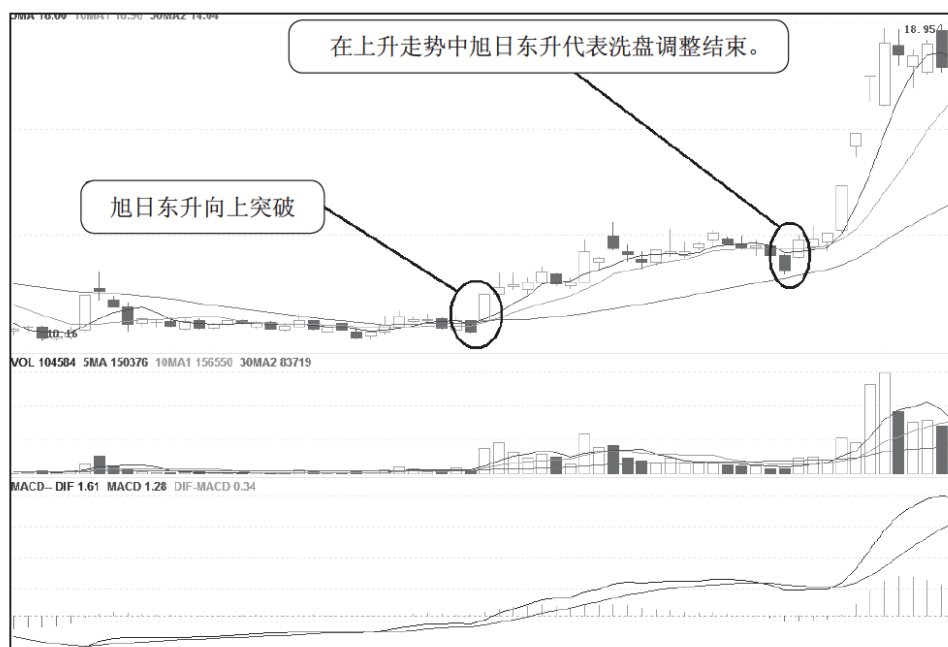 18.95
在上升走势中旭日东升代表洗盘调整结束。
旭日东升向上突破
10.16
VOL 104584 5MA 150376 10MA1 156550 30MA2 83719
MACD-- DIF 1.61 MACD 1.28 DIF-MACD 0.34